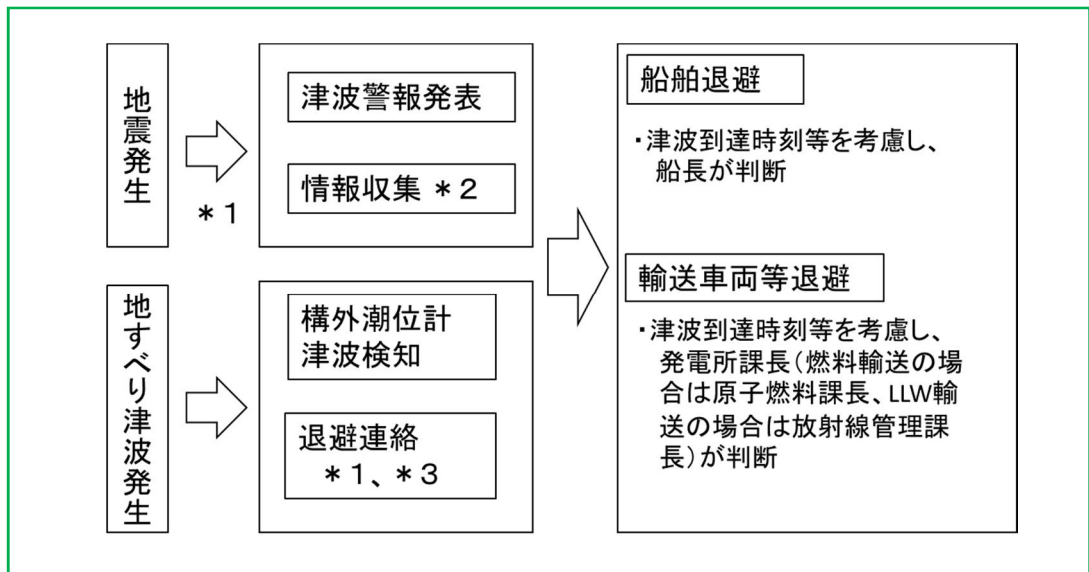 地震発生
＊１
津波警報発表
情報収集 ＊２
地すべり津波発生
構外潮位計
津波検知
退避連絡
＊１、＊３
船舶退避
・津波到達時刻等を考慮し、
船長が判断
輸送車両等退避
・津波到達時刻等を考慮し、
発電所課長（燃料輸送の場
合は原子燃料課長、LLW輸
送の場合は放射線管理課
長）が判断